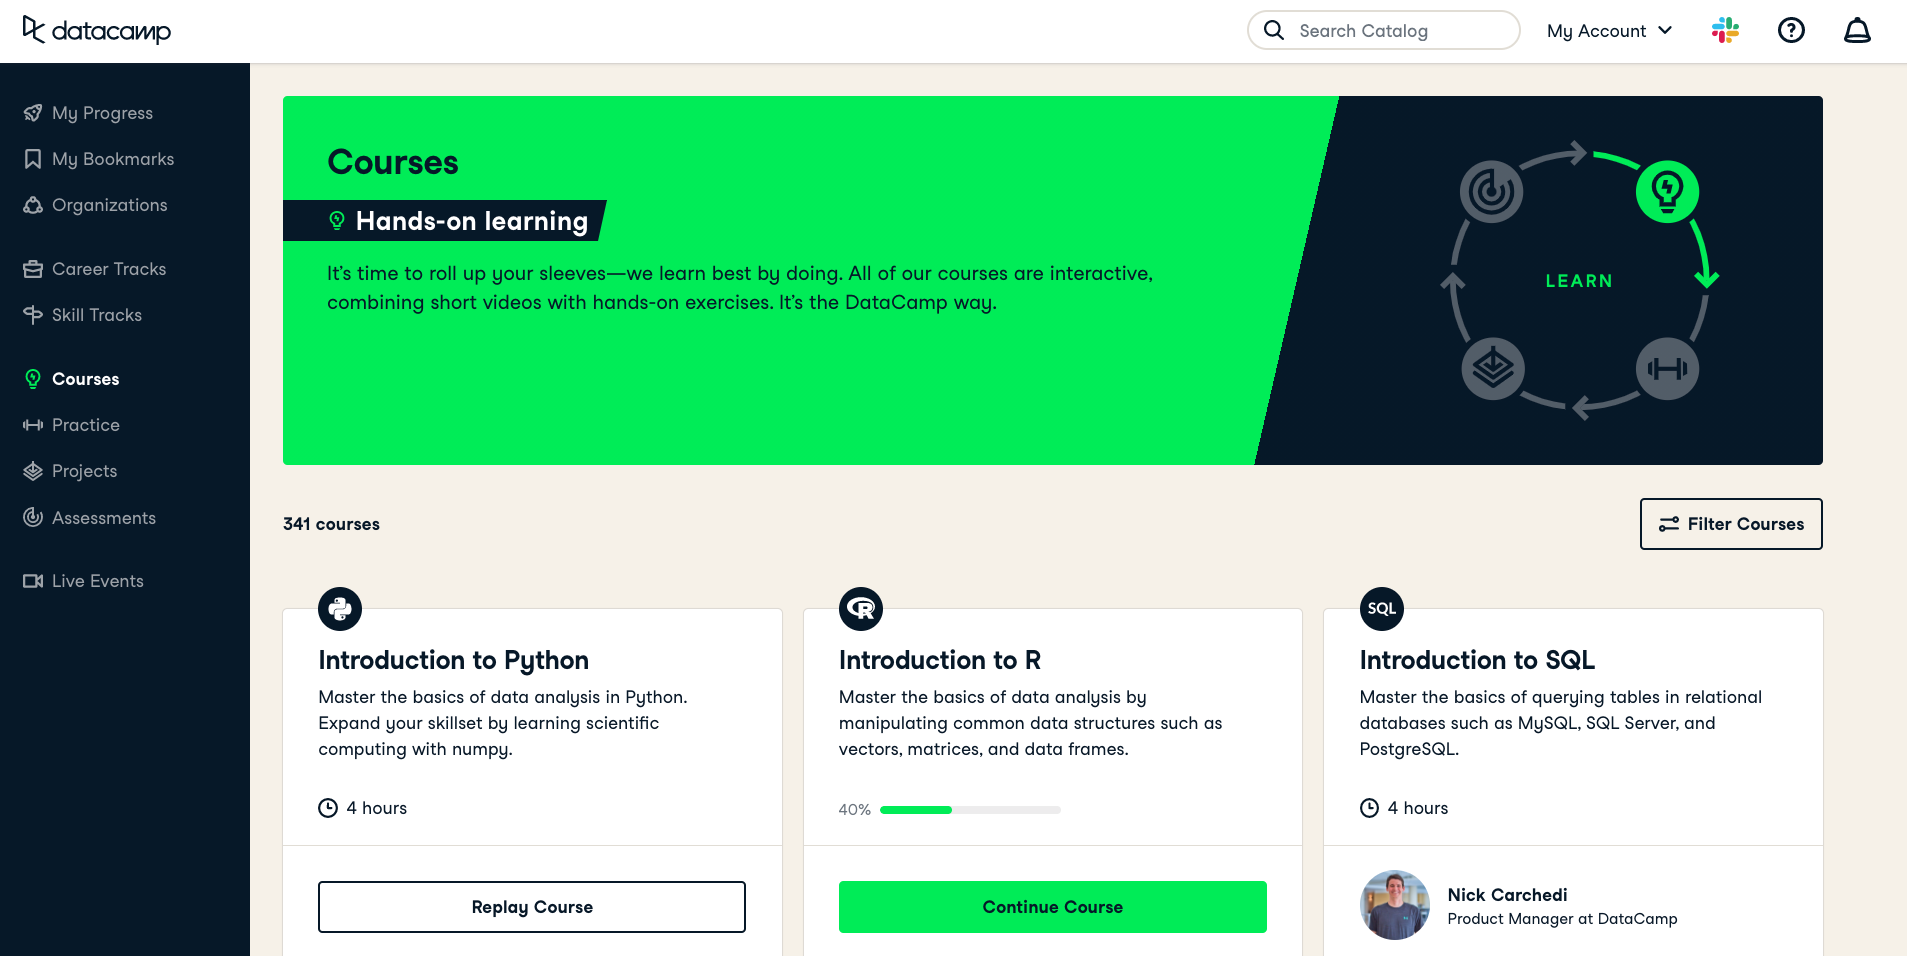 datacamp
Search Catalog
My Account
My Progress
My Bookmarks
Organizations
Career Tracks
Skill Tracks
Courses
Practice
Projects
Assessments
Live Events
Courses
Hands-on learning
It's time to roll up your sleeves—we learn best by doing. All of our courses are interactive,
combining short videos with hands-on exercises. It's the DataCamp way.
LEARN
341 courses
Filter Courses
Introduction to Python
Master the basics of data analysis in Python.
Expand your skillset by learning scientific
computing with numpy.
4 hours
Replay Course
R
Introduction to R
Master the basics of data analysis by
manipulating common data structures such as
vectors, matrices, and data frames.
40%
Continue Course
SQL
Introduction to SQL
Master the basics of querying tables in relational
databases such as MySQL, SQL Server, and
PostgreSQL.
4 hours
Nick Carchedi
Product Manager at DataCamp